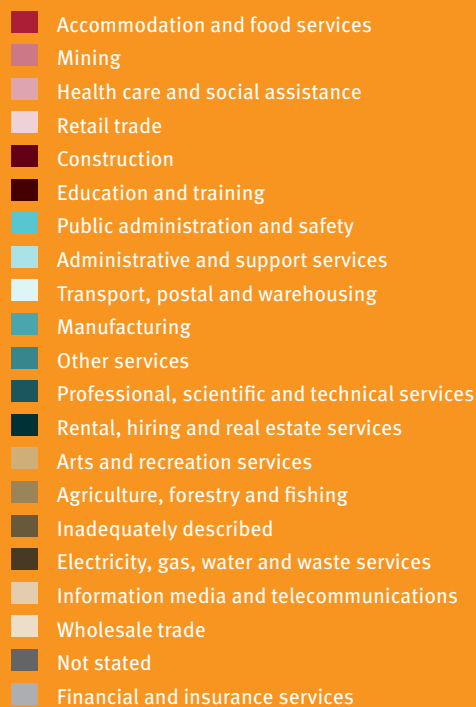 Accommodation and food services
Mining
Health care and social assistance
Retail trade
Construction
Education and training
Public administration and safety
Administrative and support services
Transport, postal and warehousing
Manufacturing
Other services
Professional, scientific and technical services
Rental, hiring and real estate services
Arts and recreation services
Agriculture, forestry and fishing
Inadequately described
Electricity, gas, water and waste services
Information media and telecommunications
Wholesale trade
Not stated
Financial and insurance services